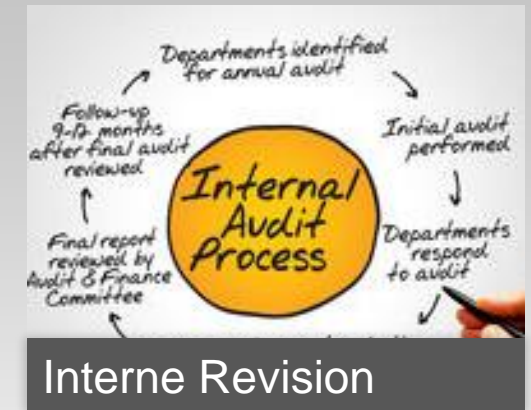 Departments identified
for annual audit
Initial audit
performed
Departments
respond
to audit
Final report
reviewed by
Audit & Finance
Committee
Follow-up
9-12 months
after final audit
reviewed
Internal
Audit
Process
Interne Revision